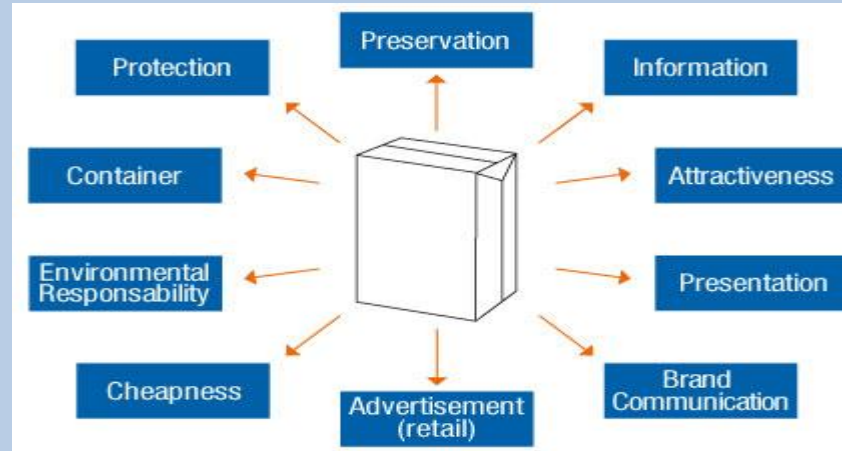 Preservation
Protection
Information
Container
Attractiveness
Environmental
Responsability
Presentation
Cheapness
Advertisement
(retail)
Brand
Communication